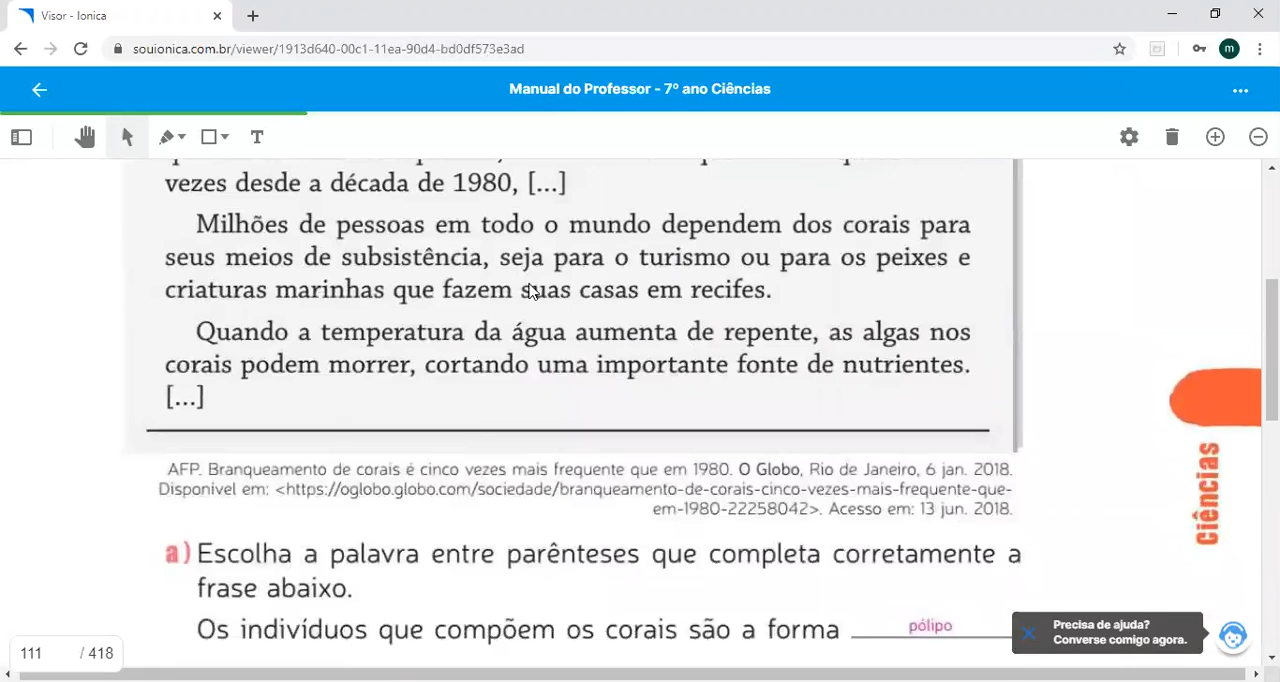 Visor - Ionica
souionica.com.br/viewer/1913d640-00c1-11ea-90d4-bd0df573e3ad
m
Manual do Professor - 7º ano Ciências
T
vezes desde a década de 1980, [...]
Milhões de pessoas em todo o mundo dependem dos corais para
seus meios de subsistência, seja para o turismo ou para os peixes e
criaturas marinhas que fazem suas casas em recifes.
Quando a temperatura da água aumenta de repente, as algas nos
corais podem morrer, cortando uma importante fonte de nutrientes.
[...]
AFP. Branqueamento de corais é cinco vezes mais frequente que em 1980. O Globo, Rio de Janeiro, 6 jan. 2018.
Disponível em: <https://oglobo.globo.com/sociedade/branqueamento-de-corais-cinco-vezes-mais-frequente-que-
em-1980-22258042>. Acesso em: 13 jun. 2018.
Ciências
a) Escolha a palavra entre parênteses que completa corretamente a
frase abaixo.
Os indivíduos que compõem os corais são a forma pólipo
Precisa de ajuda?
Converse comigo agora.
111 / 418